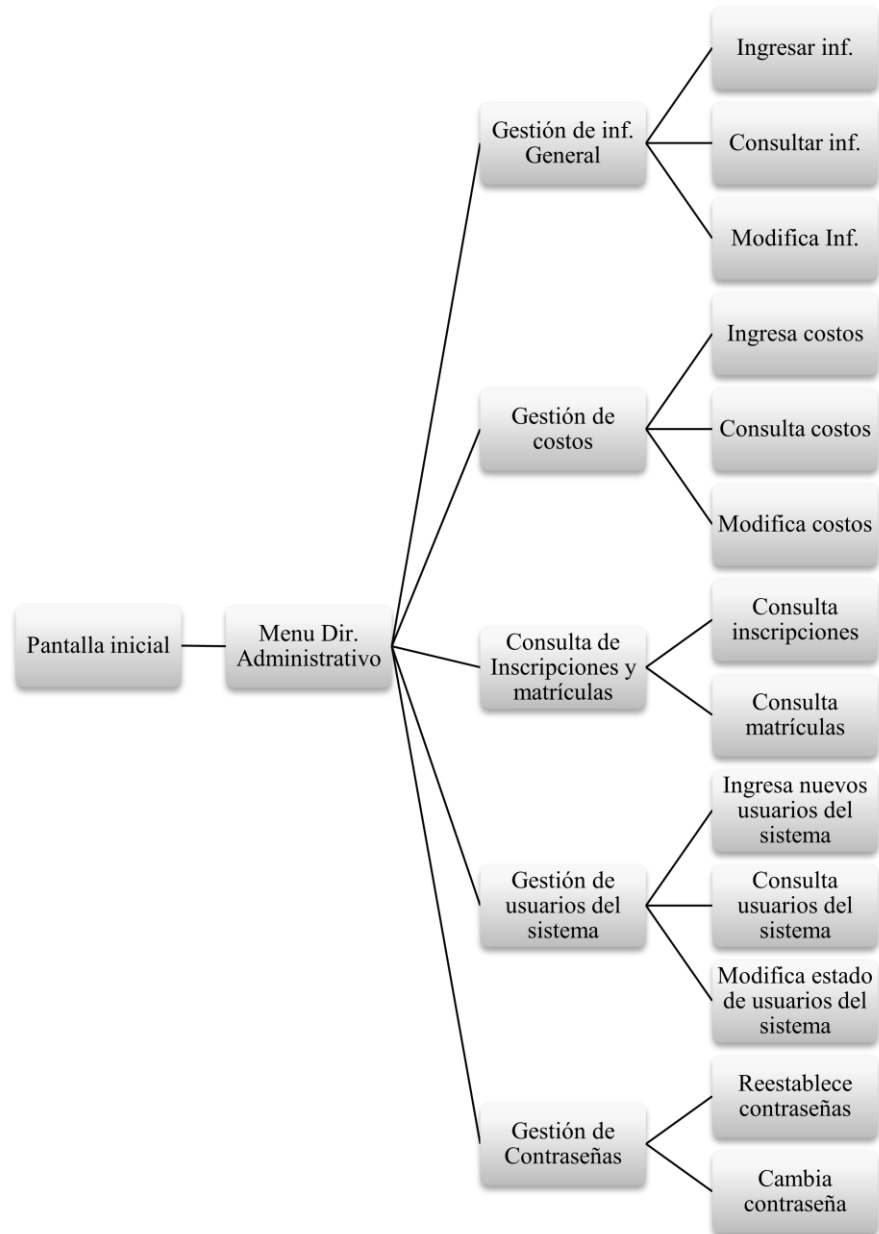 Pantalla inicial
Menu Dir.
Administrativo
Gestión de inf.
General
Ingresar inf.
Consultar inf.
Modifica Inf.
Gestión de
costos
Ingresa costos
Consulta costos
Modifica costos
Consulta de
Inscripciones y
matrículas
Consulta
inscripciones
Consulta
matrículas
Gestión de
usuarios del
sistema
Ingresa nuevos
usuarios del
sistema
Consulta
usuarios del
sistema
Modifica estado
de usuarios del
sistema
Gestión de
Contraseñas
Reestablece
contraseñas
Cambia
contraseña